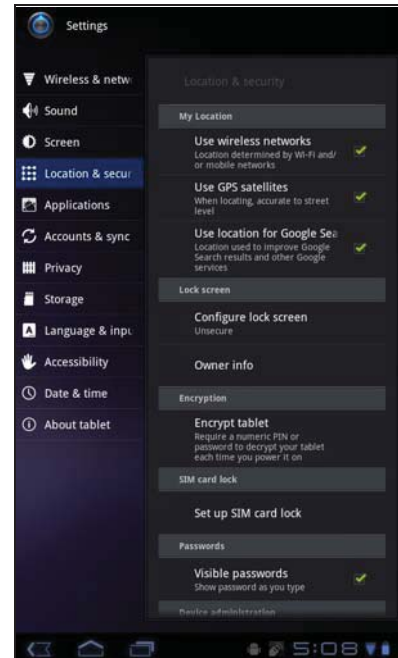 Settings
Wireless & netw
Sound
Screen
Location & secur
Applications
Accounts & sync
Privacy
Storage
Language & inpu
Accessibility
Date & time
About tablet
Location & security
My Location
Use wireless networks
Location determined by Wi-Fi and/
or mobile networks
Use GPS satellites
When locating, accurate to street
level
Use location for Google Sea
Location used to improve Google
Search results and other Google
services
Lock screen
Configure lock screen
Unsecure
Owner info
Encryption
Encrypt tablet
Require a numeric PIN or
password to decrypt your tablet
each time you power it on
SIM card lock
Set up SIM card lock
Passwords
Visible passwords
Show password as you type
Device administration
5:08